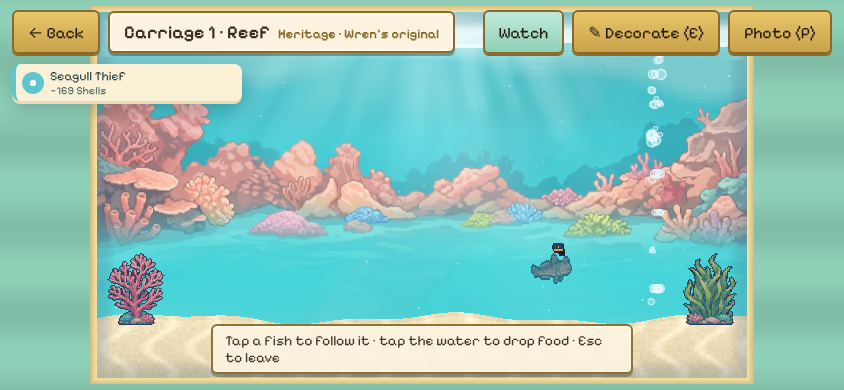 ← Back
Carriage 1 · Reef Heritage · Wren's original
Watch
✎ Decorate (E)
Photo (P)
Seagull Thief
-169 Shells
Tap a fish to follow it · tap the water to drop food · Esc
to leave